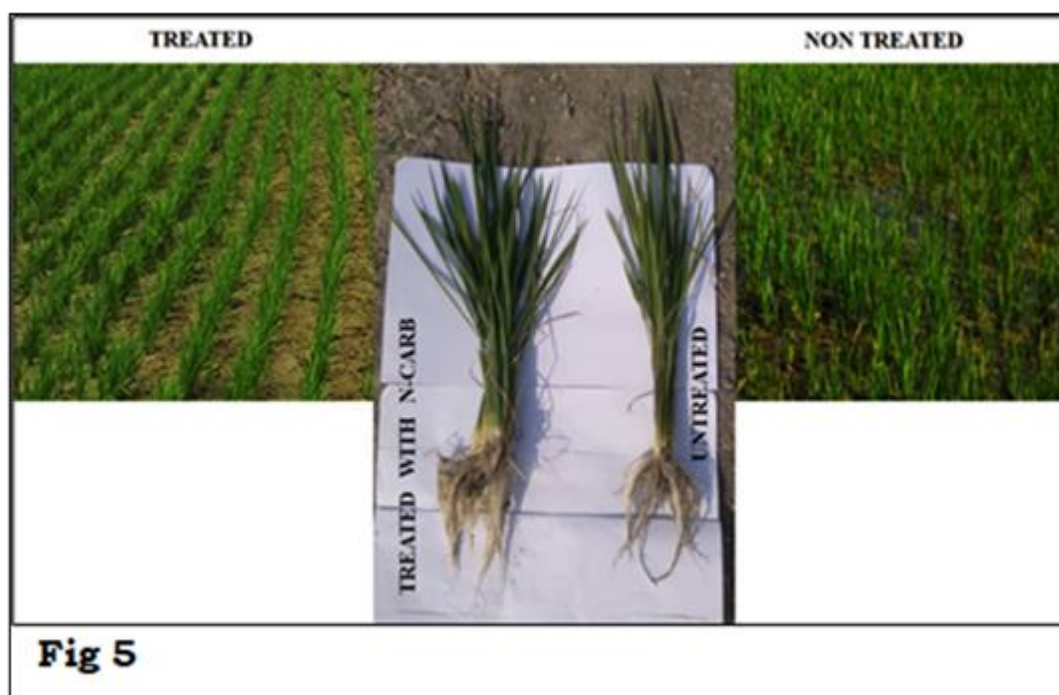 TREATED
NON TREATED
TREATED WITH N-CARB
UNTREATED
Fig 5